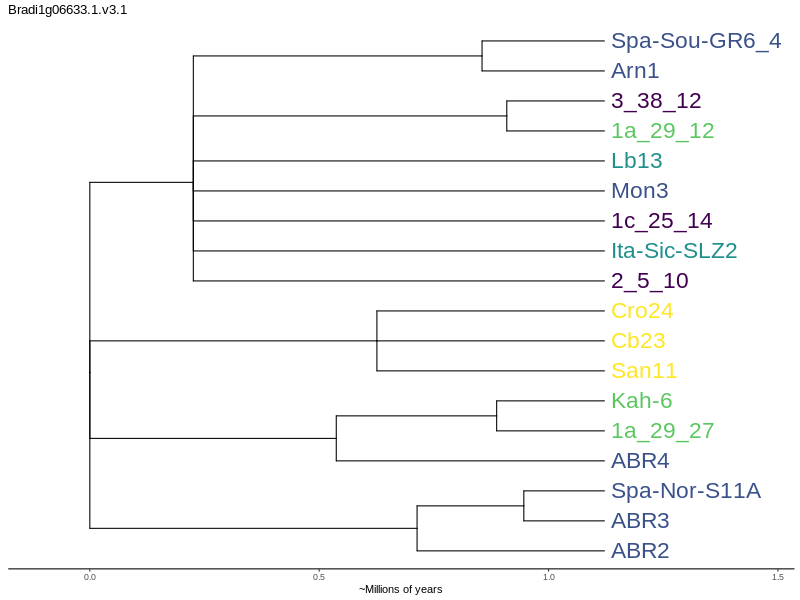 Bradi1g06633.1.v3.1
Spa-Sou-GR6_4
Arn1
3_38_12
1a_29_12
Lb13
Mon3
1c_25_14
Ita-Sic-SLZ2
2_5_10
Cro24
Cb23
San11
Kah-6
1a_29_27
ABR4
Spa-Nor-S11A
ABR3
ABR2
0.0 0.5 1.0 1.5
~Millions of years